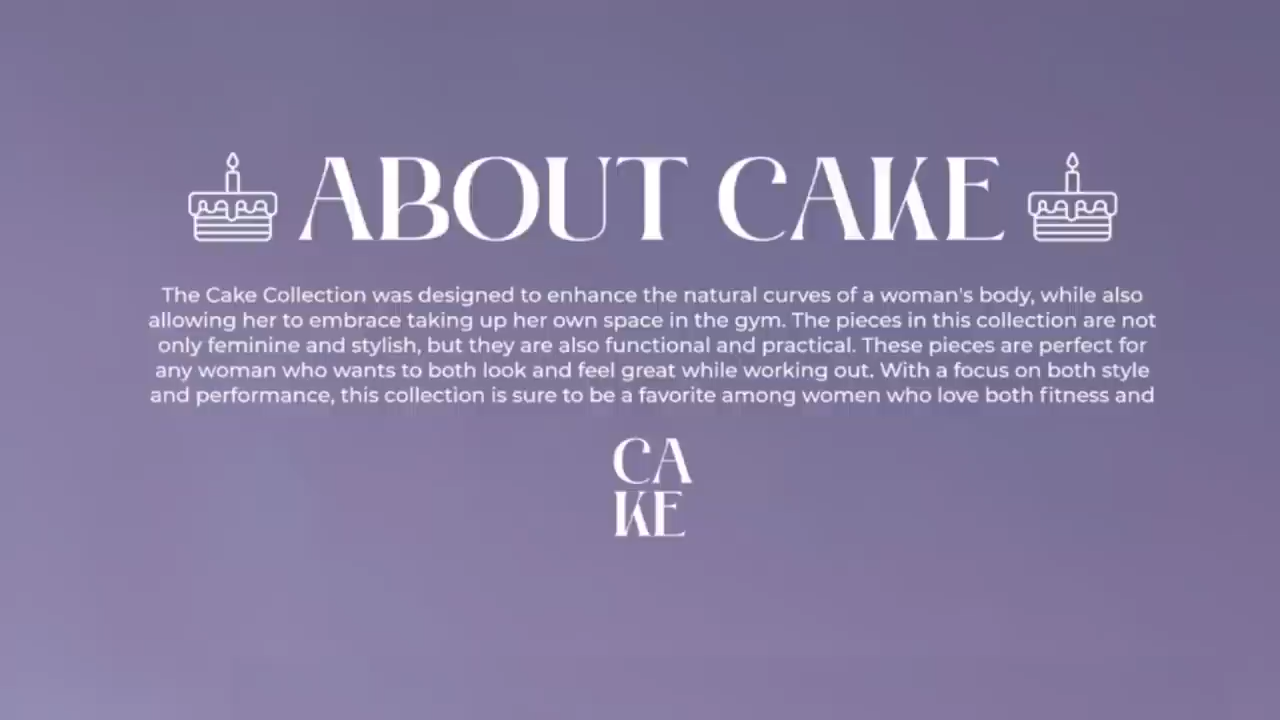 ABOUT CAKE
The Cake Collection was designed to enhance the natural curves of a woman's body, while also
allowing her to embrace taking up her own space in the gym. The pieces in this collection are not
only feminine and stylish, but they are also functional and practical. These pieces are perfect for
any woman who wants to both look and feel great while working out. With a focus on both style
and performance, this collection is sure to be a favorite among women who love both fitness and
CA
KE